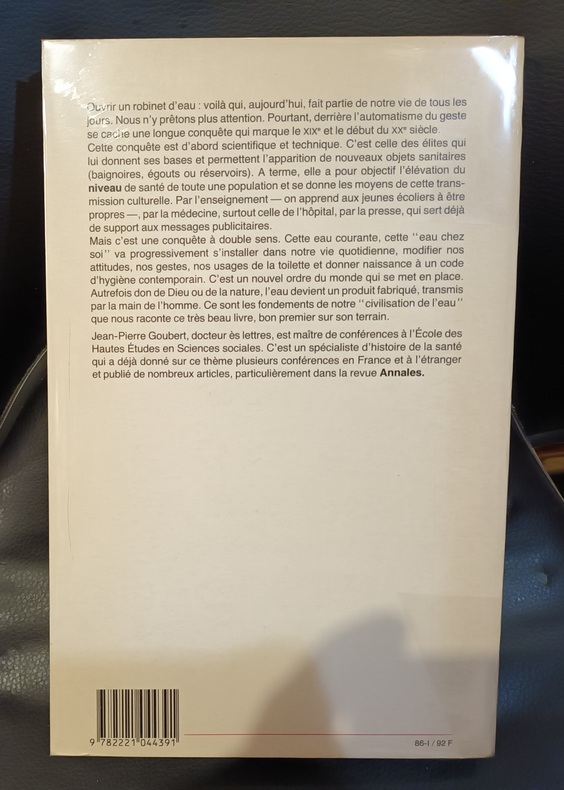 Ouvrir un robinet d'eau : voilà qui, aujourd'hui, fait partie de notre vie de tous les
jours. Nous n'y prêtons plus attention. Pourtant, derrière l'automatisme du geste
se cache une longue conquête qui marque le XIXᵉ et le début du XXᵉ siècle.
Cette conquête est d'abord scientifique et technique. C'est celle des élites qui
lui donnent ses bases et permettent l'apparition de nouveaux objets sanitaires
(baignoires, égouts ou réservoirs). A terme, elle a pour objectif l'élévation du
niveau de santé de toute une population et se donne les moyens de cette trans-
mission culturelle. Par l'enseignement — on apprend aux jeunes écoliers à être
propres —, par la médecine, surtout celle de l'hôpital, par la presse, qui sert déjà
de support aux messages publicitaires.
Mais c'est une conquête à double sens. Cette eau courante, cette ''eau chez
soi'' va progressivement s'installer dans notre vie quotidienne, modifier nos
attitudes, nos gestes, nos usages de la toilette et donner naissance à un code
d'hygiène contemporain. C'est un nouvel ordre du monde qui se met en place.
Autrefois don de Dieu ou de la nature, l'eau devient un produit fabriqué, transmis
par la main de l'homme. Ce sont les fondements de notre ''civilisation de l'eau''
que nous raconte ce très beau livre, bon premier sur son terrain.
Jean-Pierre Goubert, docteur ès lettres, est maître de conférences à l'École des
Hautes Études en Sciences sociales. C'est un spécialiste d'histoire de la santé
qui a déjà donné sur ce thème plusieurs conférences en France et à l'étranger
et publié de nombreux articles, particulièrement dans la revue Annales.
9 782221 044391
86-I / 92 F